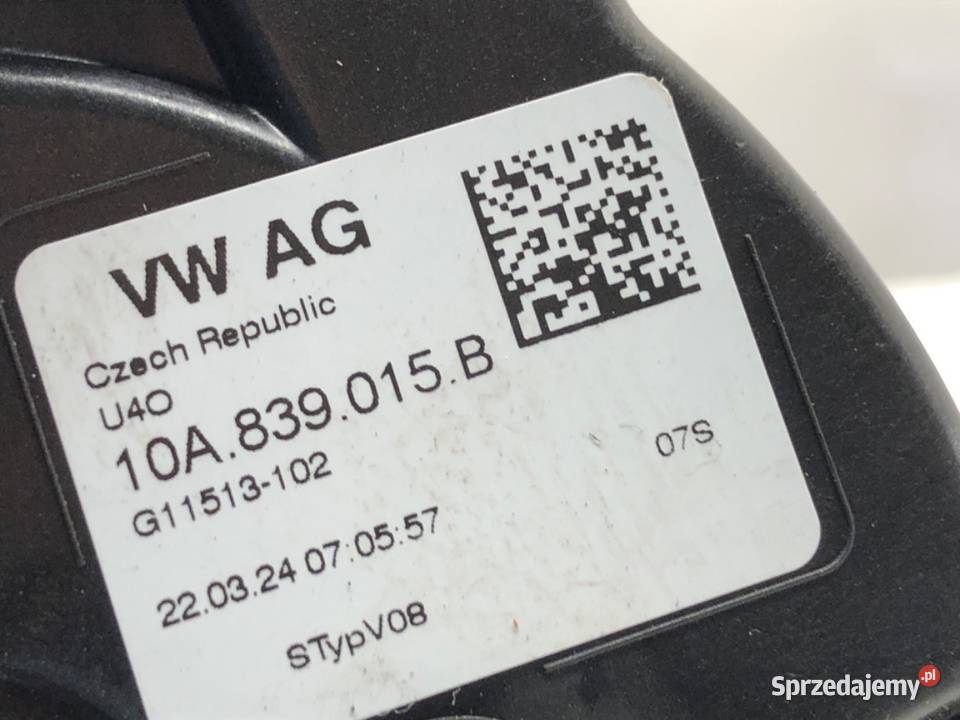 VW AG
Czech Republic
U4O
10A.839.015.B
G11513-102
07S
22.03.24 07:05:57
STypV08
Sprzedajemy.pl